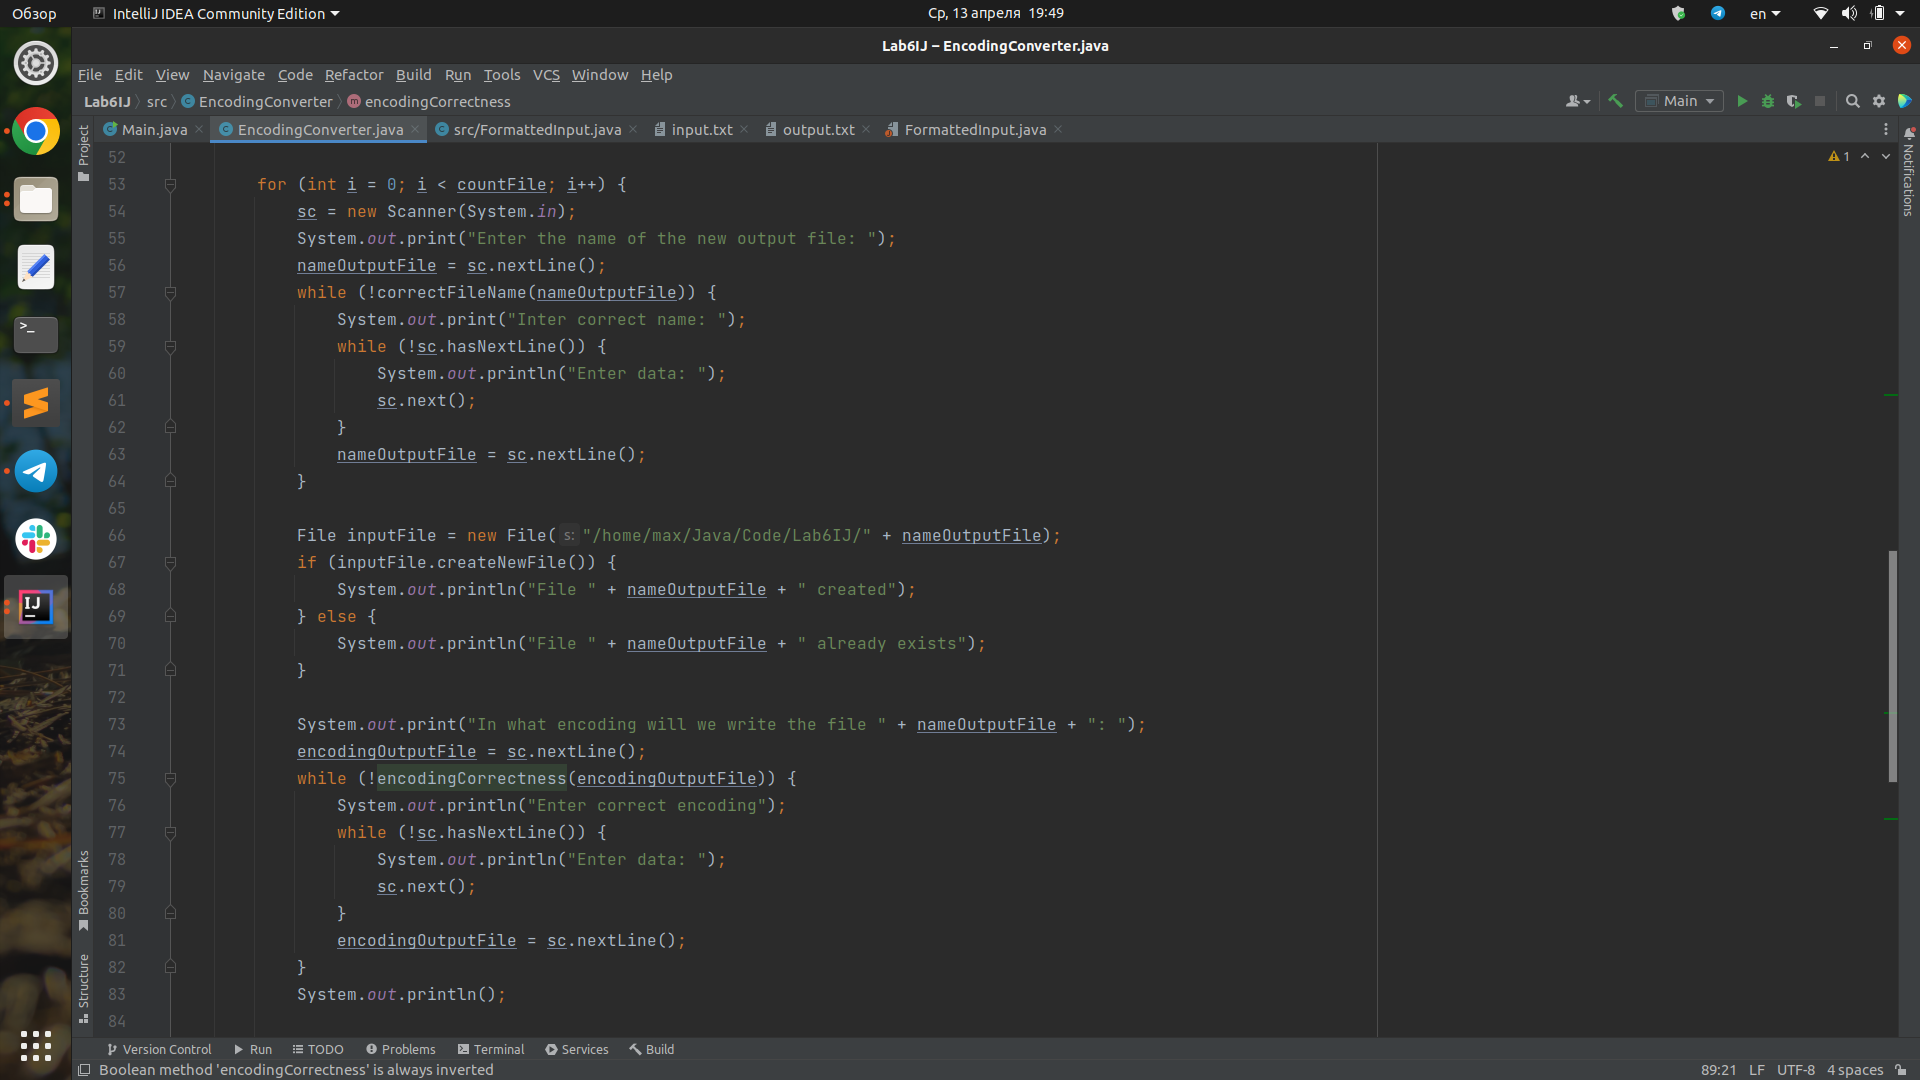 Обзор IntelliJ IDEA Community Edition Ср, 13 апреля 19:49 en
Lab6IJ – EncodingConverter.java
File Edit View Navigate Code Refactor Build Run Tools VCS Window Help
Lab6IJ src EncodingConverter encodingCorrectness Main
Main.java EncodingConverter.java src/FormattedInput.java input.txt output.txt FormattedInput.java
Project
Notifications
1
52
53 for (int i = 0; i < countFile; i++) {
54 sc = new Scanner(System.in);
55 System.out.print("Enter the name of the new output file: ");
56 nameOutputFile = sc.nextLine();
57 while (!correctFileName(nameOutputFile)) {
58 System.out.print("Inter correct name: ");
59 while (!sc.hasNextLine()) {
60 System.out.println("Enter data: ");
61 sc.next();
62 }
63 nameOutputFile = sc.nextLine();
64 }
65
66 File inputFile = new File( s: "/home/max/Java/Code/Lab6IJ/" + nameOutputFile);
67 if (inputFile.createNewFile()) {
68 System.out.println("File " + nameOutputFile + " created");
69 } else {
70 System.out.println("File " + nameOutputFile + " already exists");
71 }
72
73 System.out.print("In what encoding will we write the file " + nameOutputFile + ": ");
74 encodingOutputFile = sc.nextLine();
75 while (!encodingCorrectness(encodingOutputFile)) {
76 System.out.println("Enter correct encoding");
77 while (!sc.hasNextLine()) {
78 System.out.println("Enter data: ");
79 sc.next();
80 }
81 encodingOutputFile = sc.nextLine();
82 }
83 System.out.println();
84
Bookmarks
Structure
Version Control Run TODO Problems Terminal Services Build
Boolean method 'encodingCorrectness' is always inverted 89:21 LF UTF-8 4 spaces